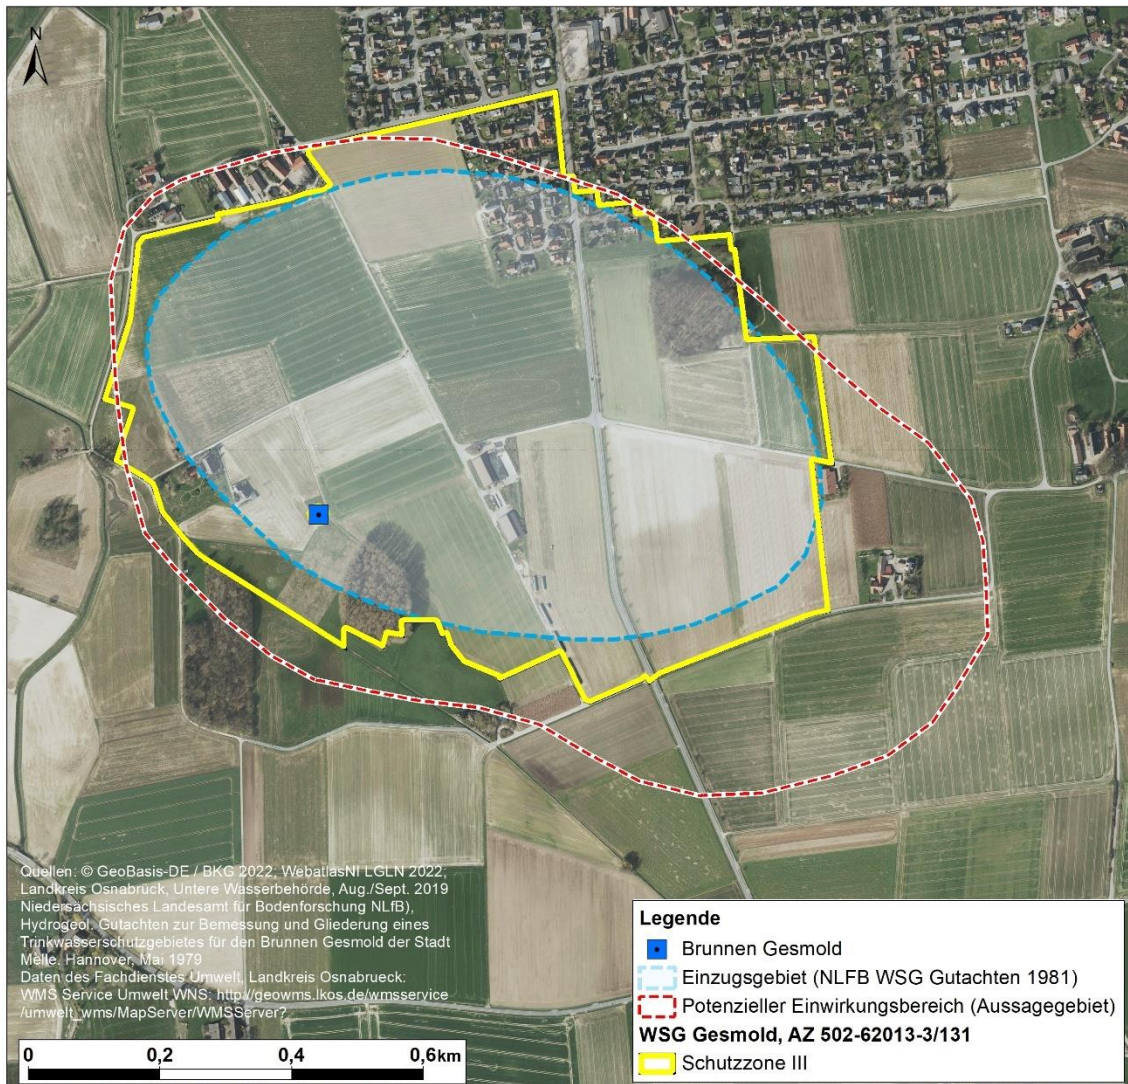 N
Quellen: © GeoBasis-DE / BKG 2022; WebatlasNI LGLN 2022;
Landkreis Osnabrück, Untere Wasserbehörde, Aug./Sept. 2019
Niedersächsisches Landesamt für Bodenforschung NLfB),
Hydrogeol. Gutachten zur Bemessung und Gliederung eines
Trinkwasserschutzgebietes für den Brunnen Gesmold der Stadt
Melle. Hannover, Mai 1979
Daten des Fachdienstes Umwelt, Landkreis Osnabrueck:
WMS Service Umwelt WNS: http://geowms.lkos.de/wmsservice
/umwelt_wms/MapServer/WMSServer?
0 0,2 0,4 0,6 km
Legende
Brunnen Gesmold
Einzugsgebiet (NLFB WSG Gutachten 1981)
Potenzieller Einwirkungsbereich (Aussagegebiet)
WSG Gesmold, AZ 502-62013-3/131
Schutzzone III